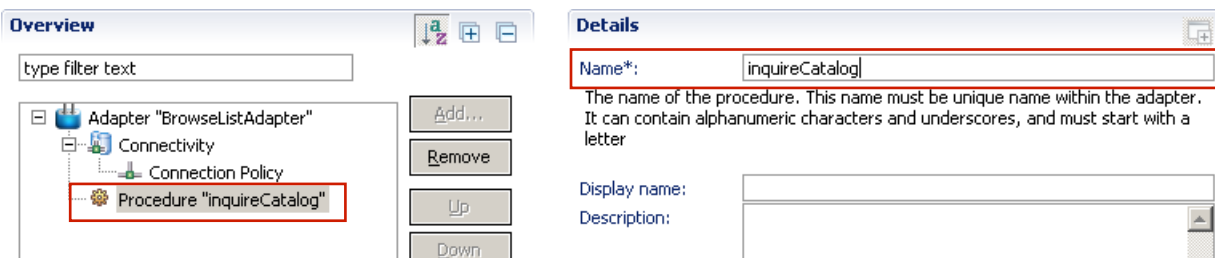 Overview
type filter text
Adapter "BrowseListAdapter"
Connectivity
Connection Policy
Procedure "inquireCatalog"
Add...
Remove
Up
Down
Details
Name*: inquireCatalog
The name of the procedure. This name must be unique name within the adapter.
It can contain alphanumeric characters and underscores, and must start with a
letter
Display name:
Description: